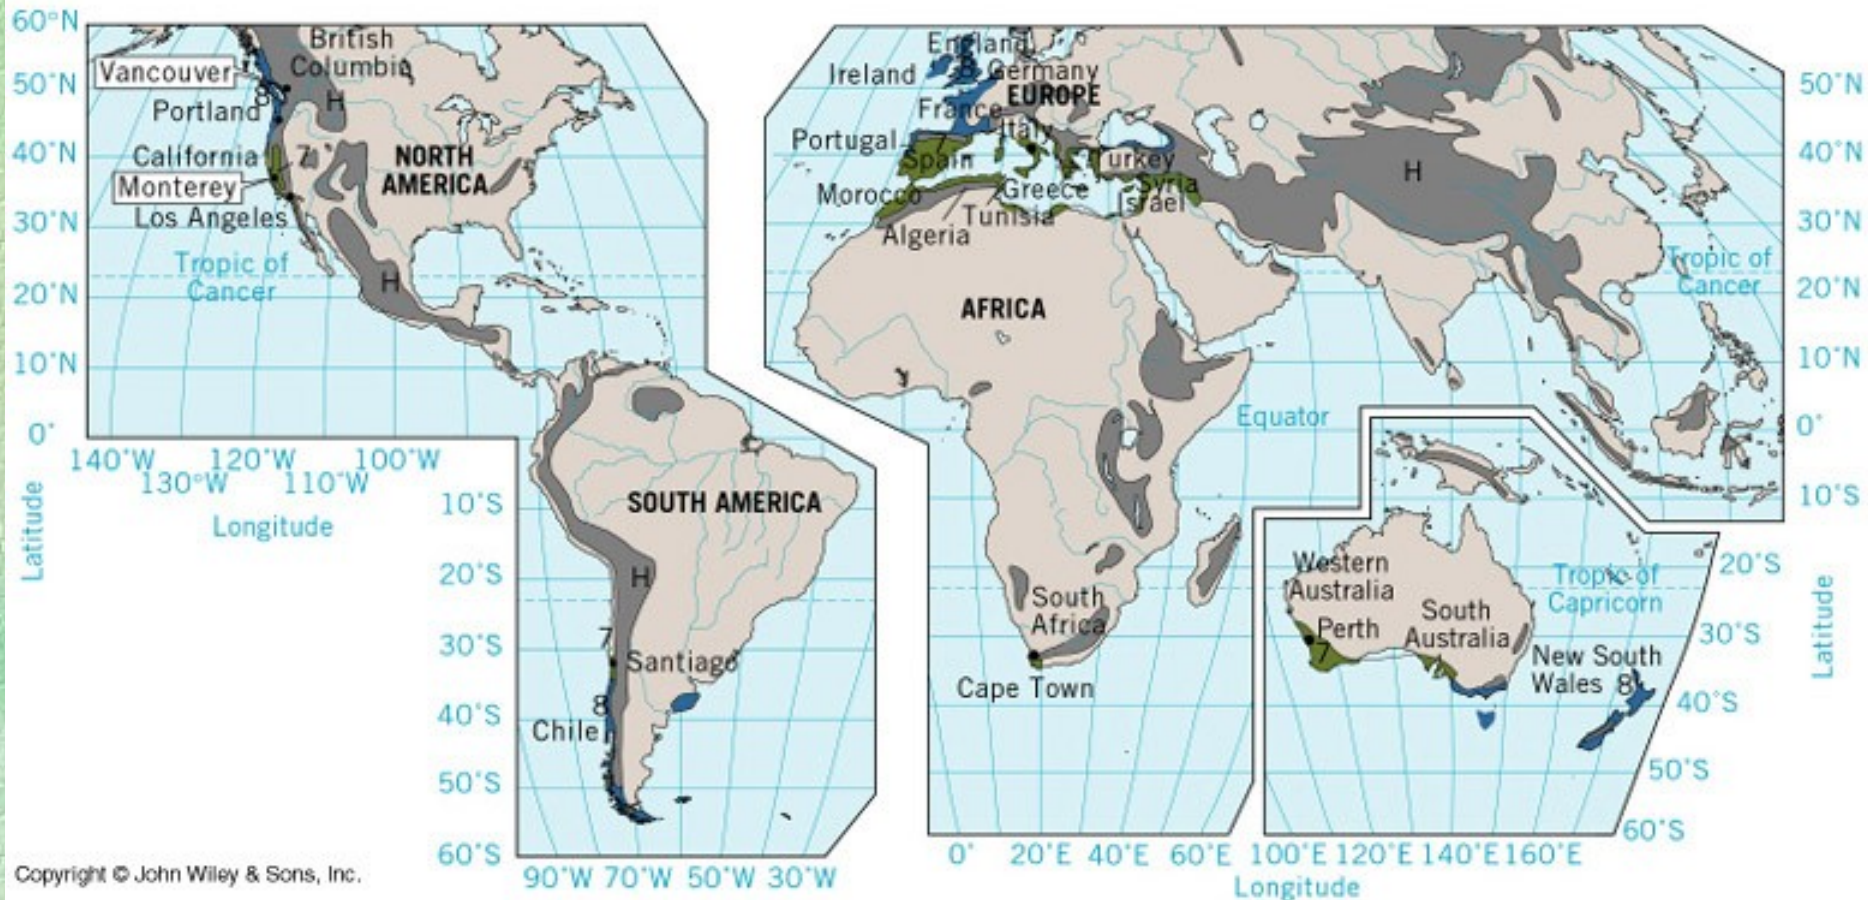 60°N
50°N
40°N
30°N
20°N
10°N
0°
Latitude
140°W
120°W
100°W
130°W
110°W
Longitude
British
Columbia
Vancouver
8
H
Portland
California
7
Monterey
Los Angeles
NORTH
AMERICA
Tropic of
Cancer
H
10°S
20°S
30°S
40°S
50°S
60°S
SOUTH AMERICA
H
7
Santiago
8
Chile
90°W 70°W 50°W 30°W
England
Ireland
8
Germany
EUROPE
France
Italy
Portugal
7
Spain
Turkey
Morocco
Greece
Syria
Israel
Tunisia
Algeria
H
AFRICA
Tropic of
Cancer
Equator
South
Africa
Cape Town
50°N
40°N
30°N
20°N
10°N
0°
10°S
Western
Australia
Perth
7
South
Australia
Tropic of
Capricorn
New South
Wales 8
20°S
30°S
40°S
50°S
60°S
Latitude
0° 20°E 40°E 60°E 100°E 120°E 140°E 160°E
Longitude
Copyright © John Wiley & Sons, Inc.